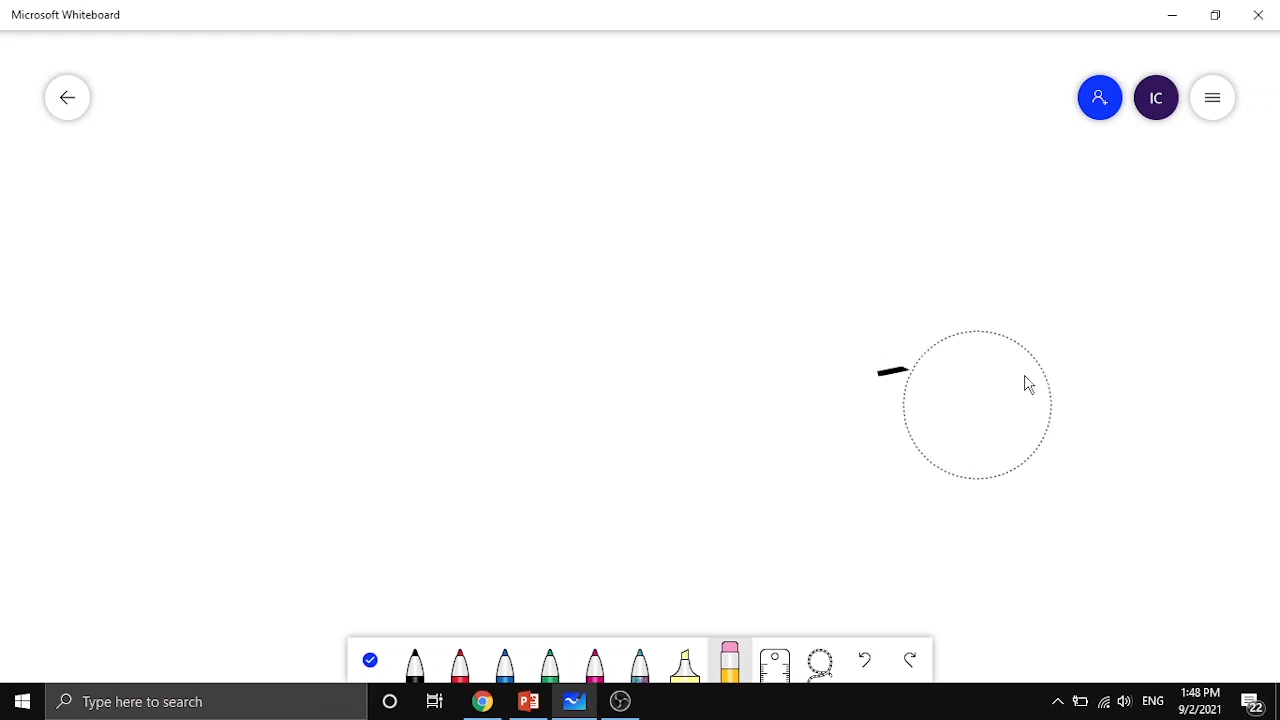 Microsoft Whiteboard
IC
Type here to search
ENG
1:48 PM
9/2/2021
22